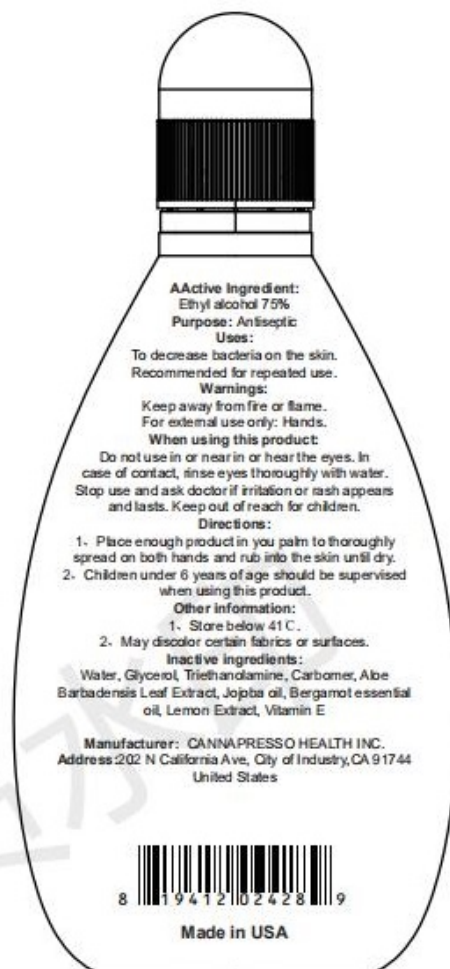 AActive Ingredient:
Ethyl alcohol 75%
Purpose: Antiseptic
Uses:
To decrease bacteria on the skin.
Recommended for repeated use.
Warnings:
Keep away from fire or flame.
For external use only: Hands.
When using this product:
Do not use in or near in or hear the eyes. In
case of contact, rinse eyes thoroughly with water.
Stop use and ask doctor if irritation or rash appears
and lasts. Keep out of reach for children.
Directions:
1、Place enough product in you palm to thoroughly
spread on both hands and rub into the skin until dry.
2、Children under 6 years of age should be supervised
when using this product.
Other information:
1、Store below 41℃.
2、May discolor certain fabrics or surfaces.
Inactive ingredients:
Water, Glycerol, Triethanolamine, Carbomer, Aloe
Barbadensis Leaf Extract, Jojoba oil, Bergamot essential
oil, Lemon Extract, Vitamin E
Manufacturer: CANNAPRESSO HEALTH INC.
Address:202 N California Ave, City of Industry,CA 91744
United States
8 19412 02428 9
Made in USA